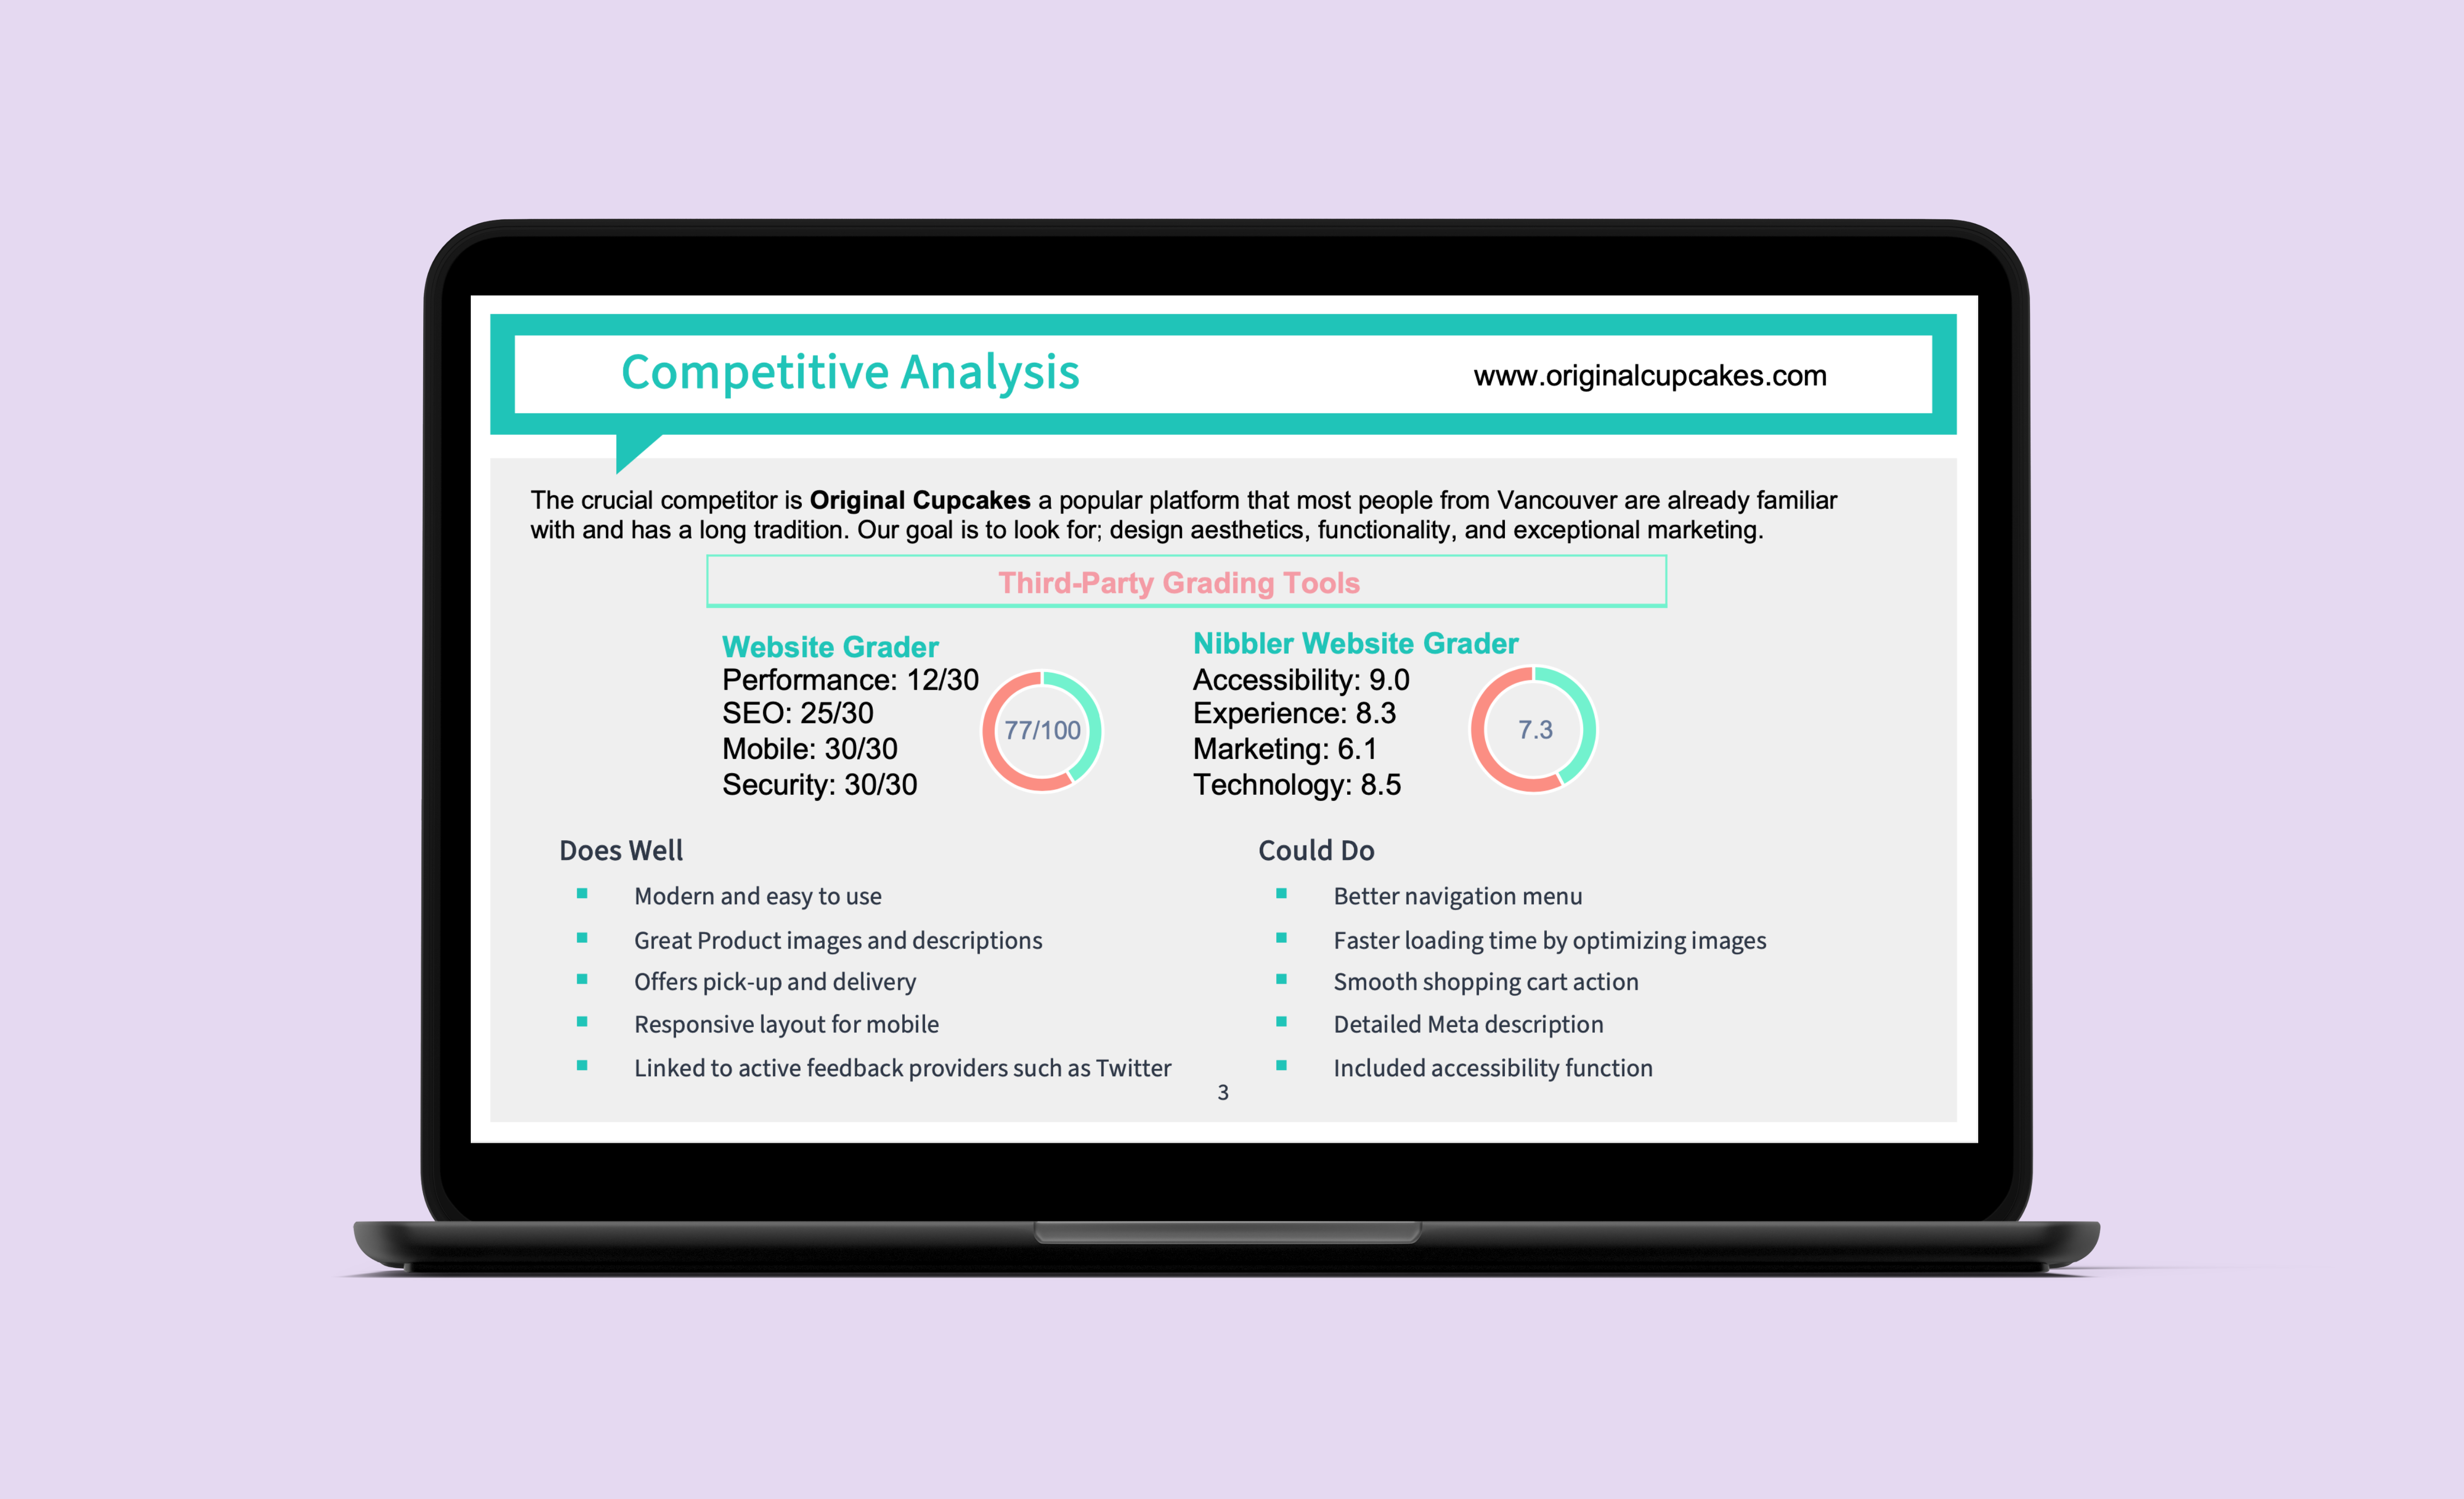 Competitive Analysis
www.originalcupcakes.com
The crucial competitor is Original Cupcakes a popular platform that most people from Vancouver are already familiar
with and has a long tradition. Our goal is to look for; design aesthetics, functionality, and exceptional marketing.
Third-Party Grading Tools
Website Grader
Performance: 12/30
SEO: 25/30
Mobile: 30/30
Security: 30/30
77/100
Nibbler Website Grader
Accessibility: 9.0
Experience: 8.3
Marketing: 6.1
Technology: 8.5
7.3
Does Well
Modern and easy to use
Great Product images and descriptions
Offers pick-up and delivery
Responsive layout for mobile
Linked to active feedback providers such as Twitter
Could Do
Better navigation menu
Faster loading time by optimizing images
Smooth shopping cart action
Detailed Meta description
Included accessibility function
3